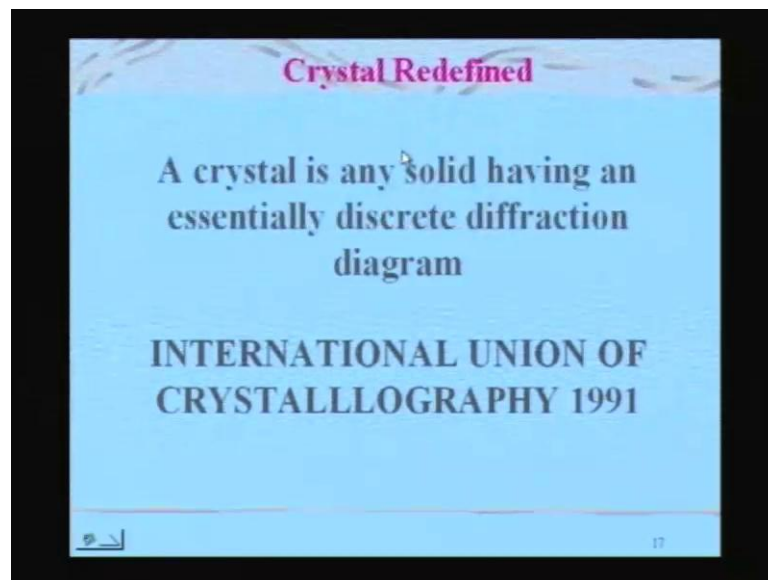 Crystal Redefined
A crystal is any solid having an
essentially discrete diffraction
diagram
INTERNATIONAL UNION OF
CRYSTALLLOGRAPHY 1991
17